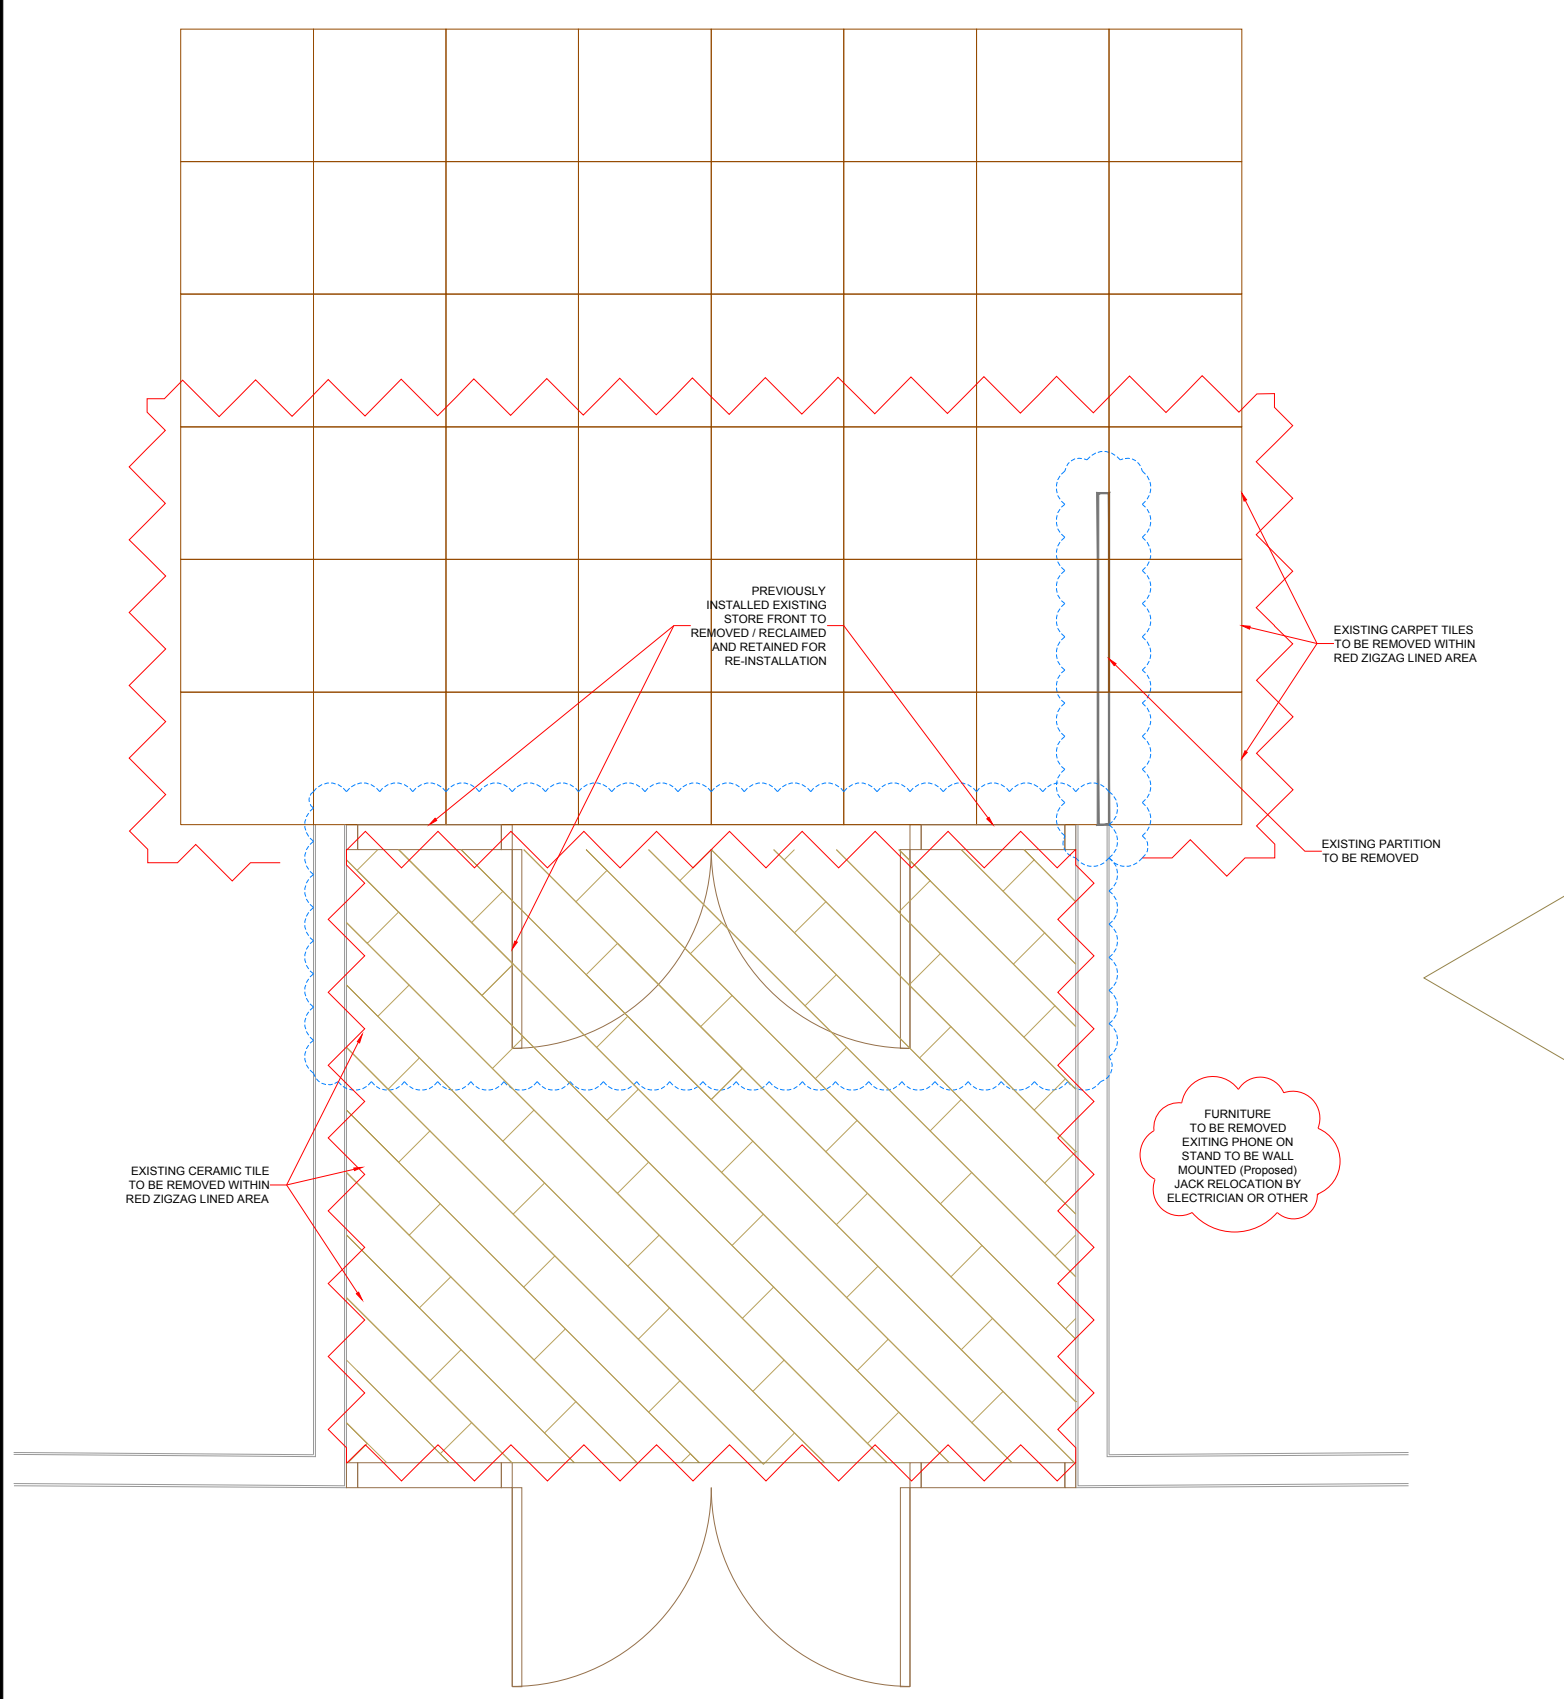 PREVIOUSLY
INSTALLED EXISTING
STORE FRONT TO
REMOVED / RECLAIMED
AND RETAINED FOR
RE-INSTALLATION
EXISTING CARPET TILES
TO BE REMOVED WITHIN
RED ZIGZAG LINED AREA
EXISTING PARTITION
TO BE REMOVED
FURNITURE
TO BE REMOVED
EXITING PHONE ON
STAND TO BE WALL
MOUNTED (Proposed)
JACK RELOCATION BY
ELECTRICIAN OR OTHER
EXISTING CERAMIC TILE
TO BE REMOVED WITHIN
RED ZIGZAG LINED AREA